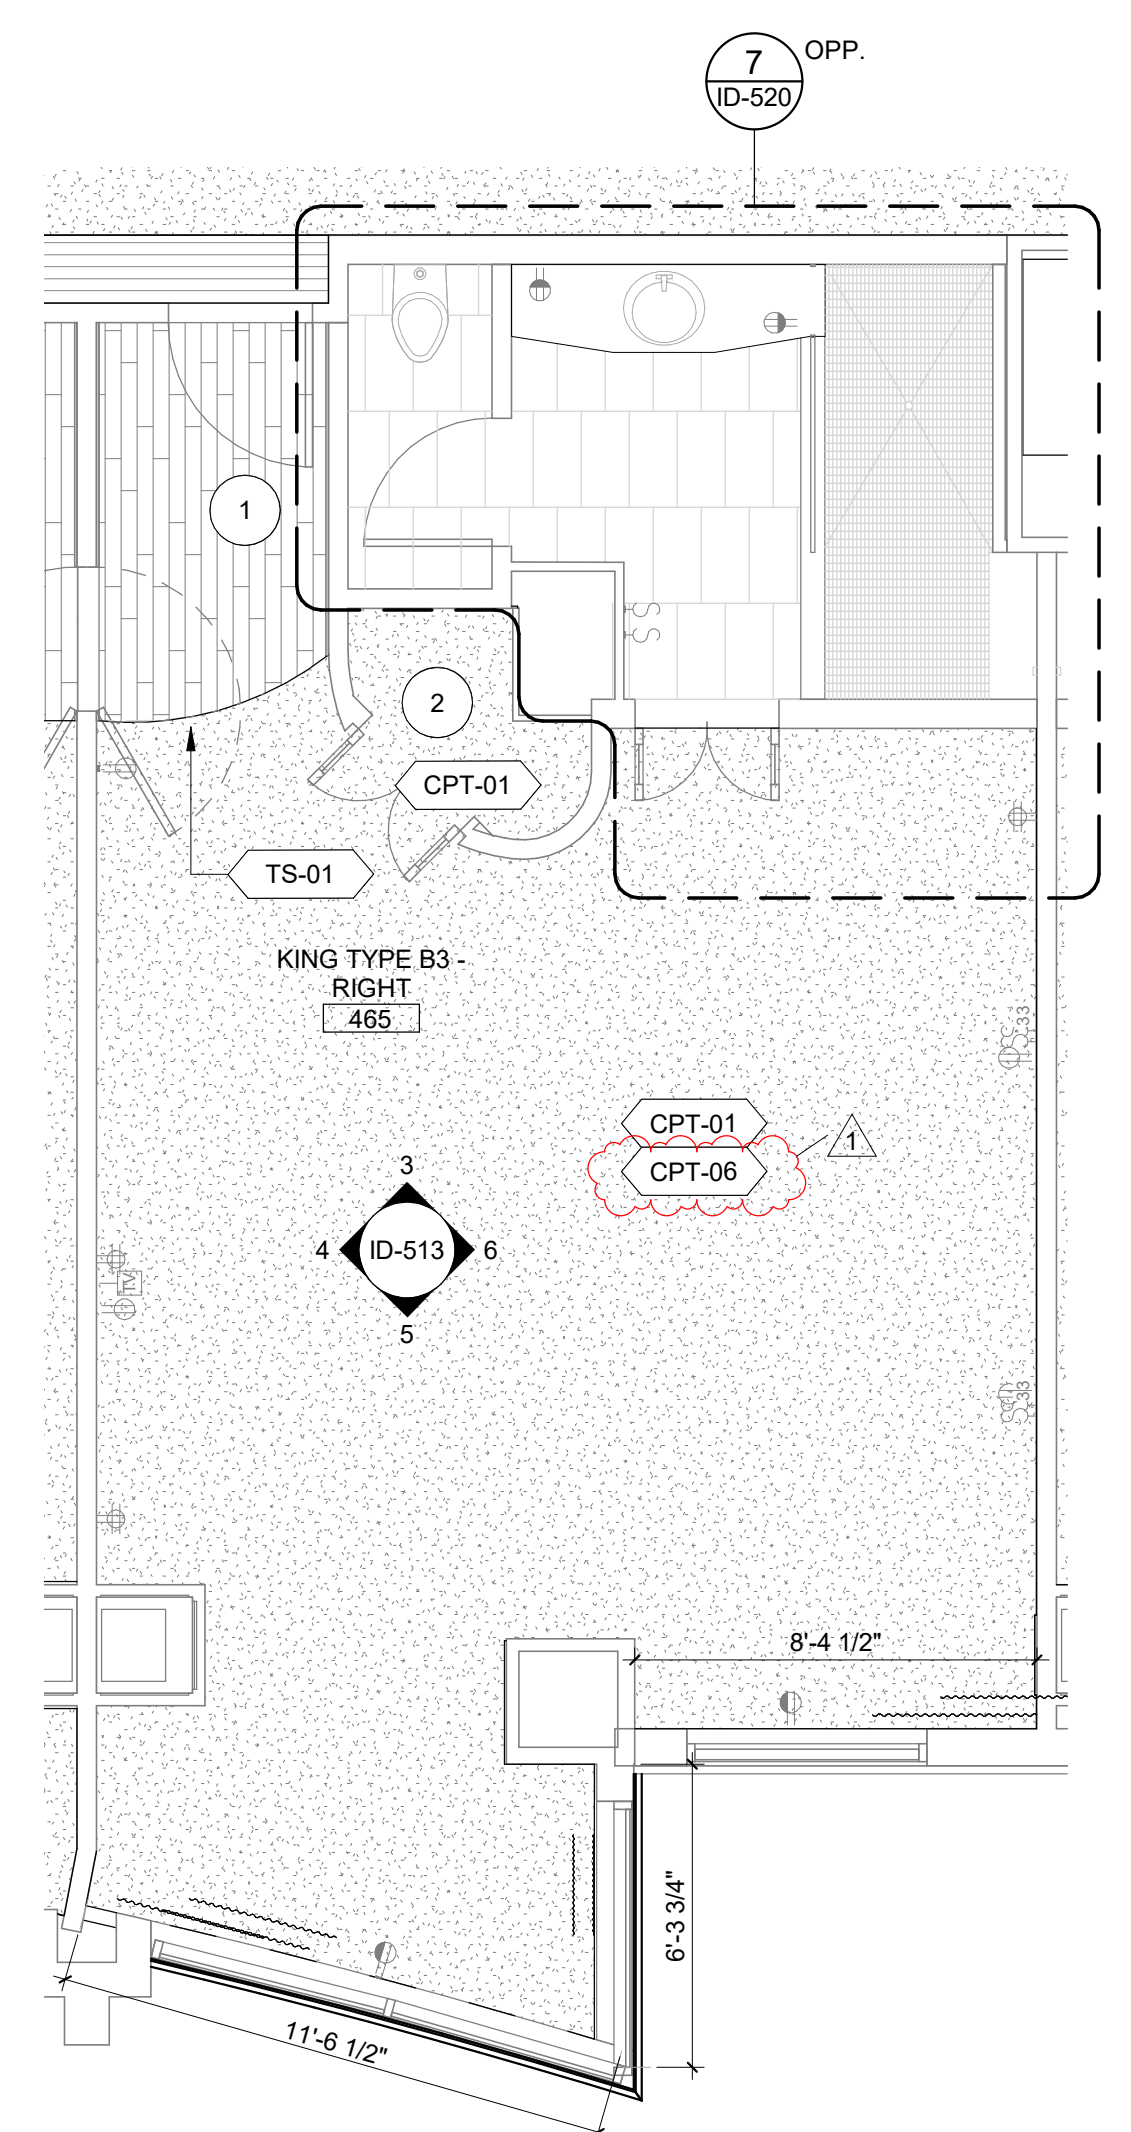 7
OPP.
ID-520
1
2
S
S
CPT-01
TS-01
KING TYPE B3 -
RIGHT
465
CPT-01
CPT-06
1
3
4
ID-513
6
5
TV
8'-4 1/2"
6'-3 3/4"
11'-6 1/2"